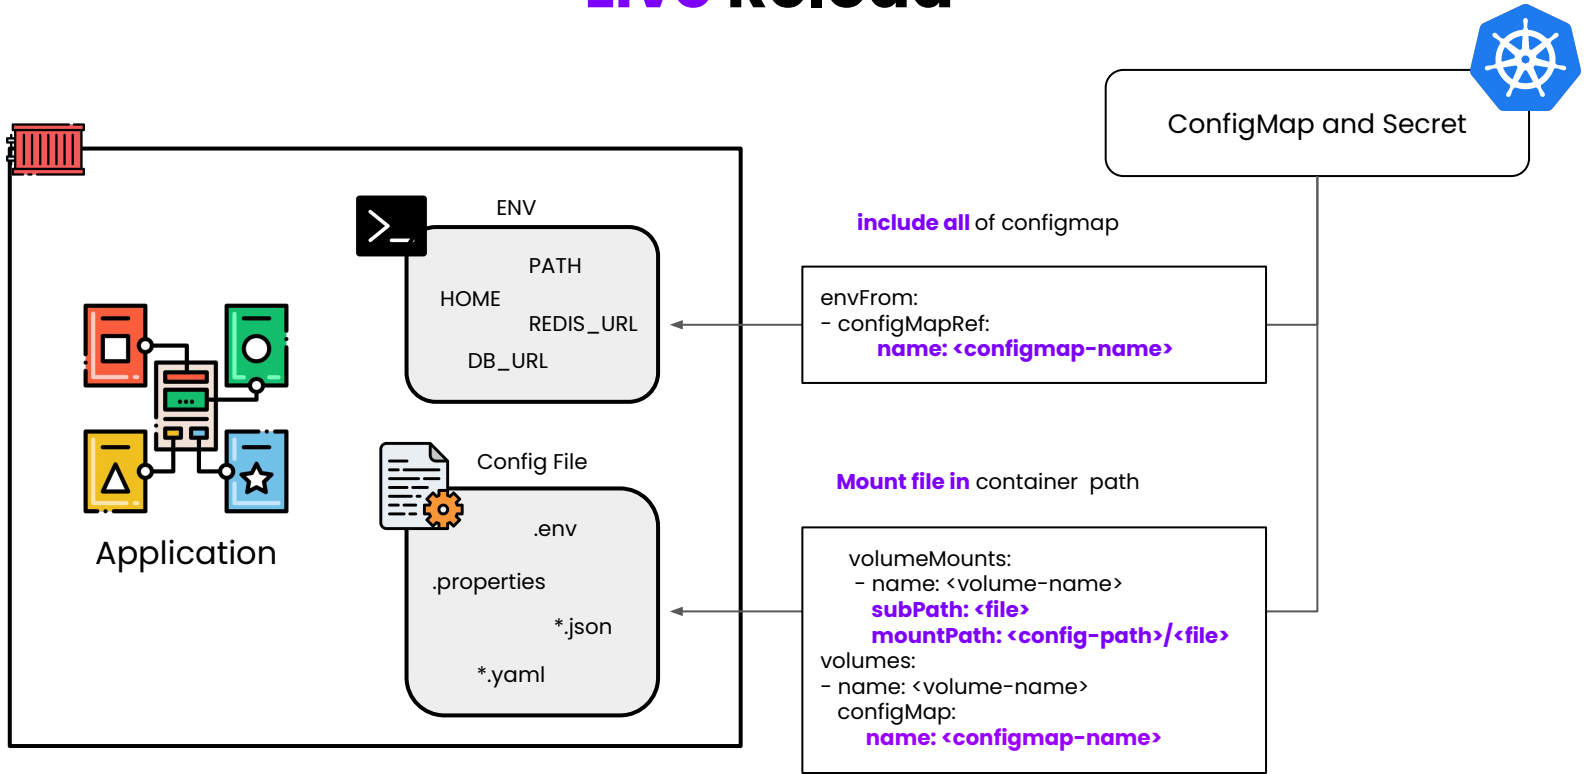 Live Reload
ConfigMap and Secret
ENV
PATH
HOME
REDIS_URL
DB_URL
Application
Config File
.env
.properties
*.json
*.yaml
include all of configmap
envFrom:
- configMapRef:
name: <configmap-name>
Mount file in container path
volumeMounts:
- name: <volume-name>
subPath: <file>
mountPath: <config-path>/<file>
volumes:
- name: <volume-name>
configMap:
name: <configmap-name>